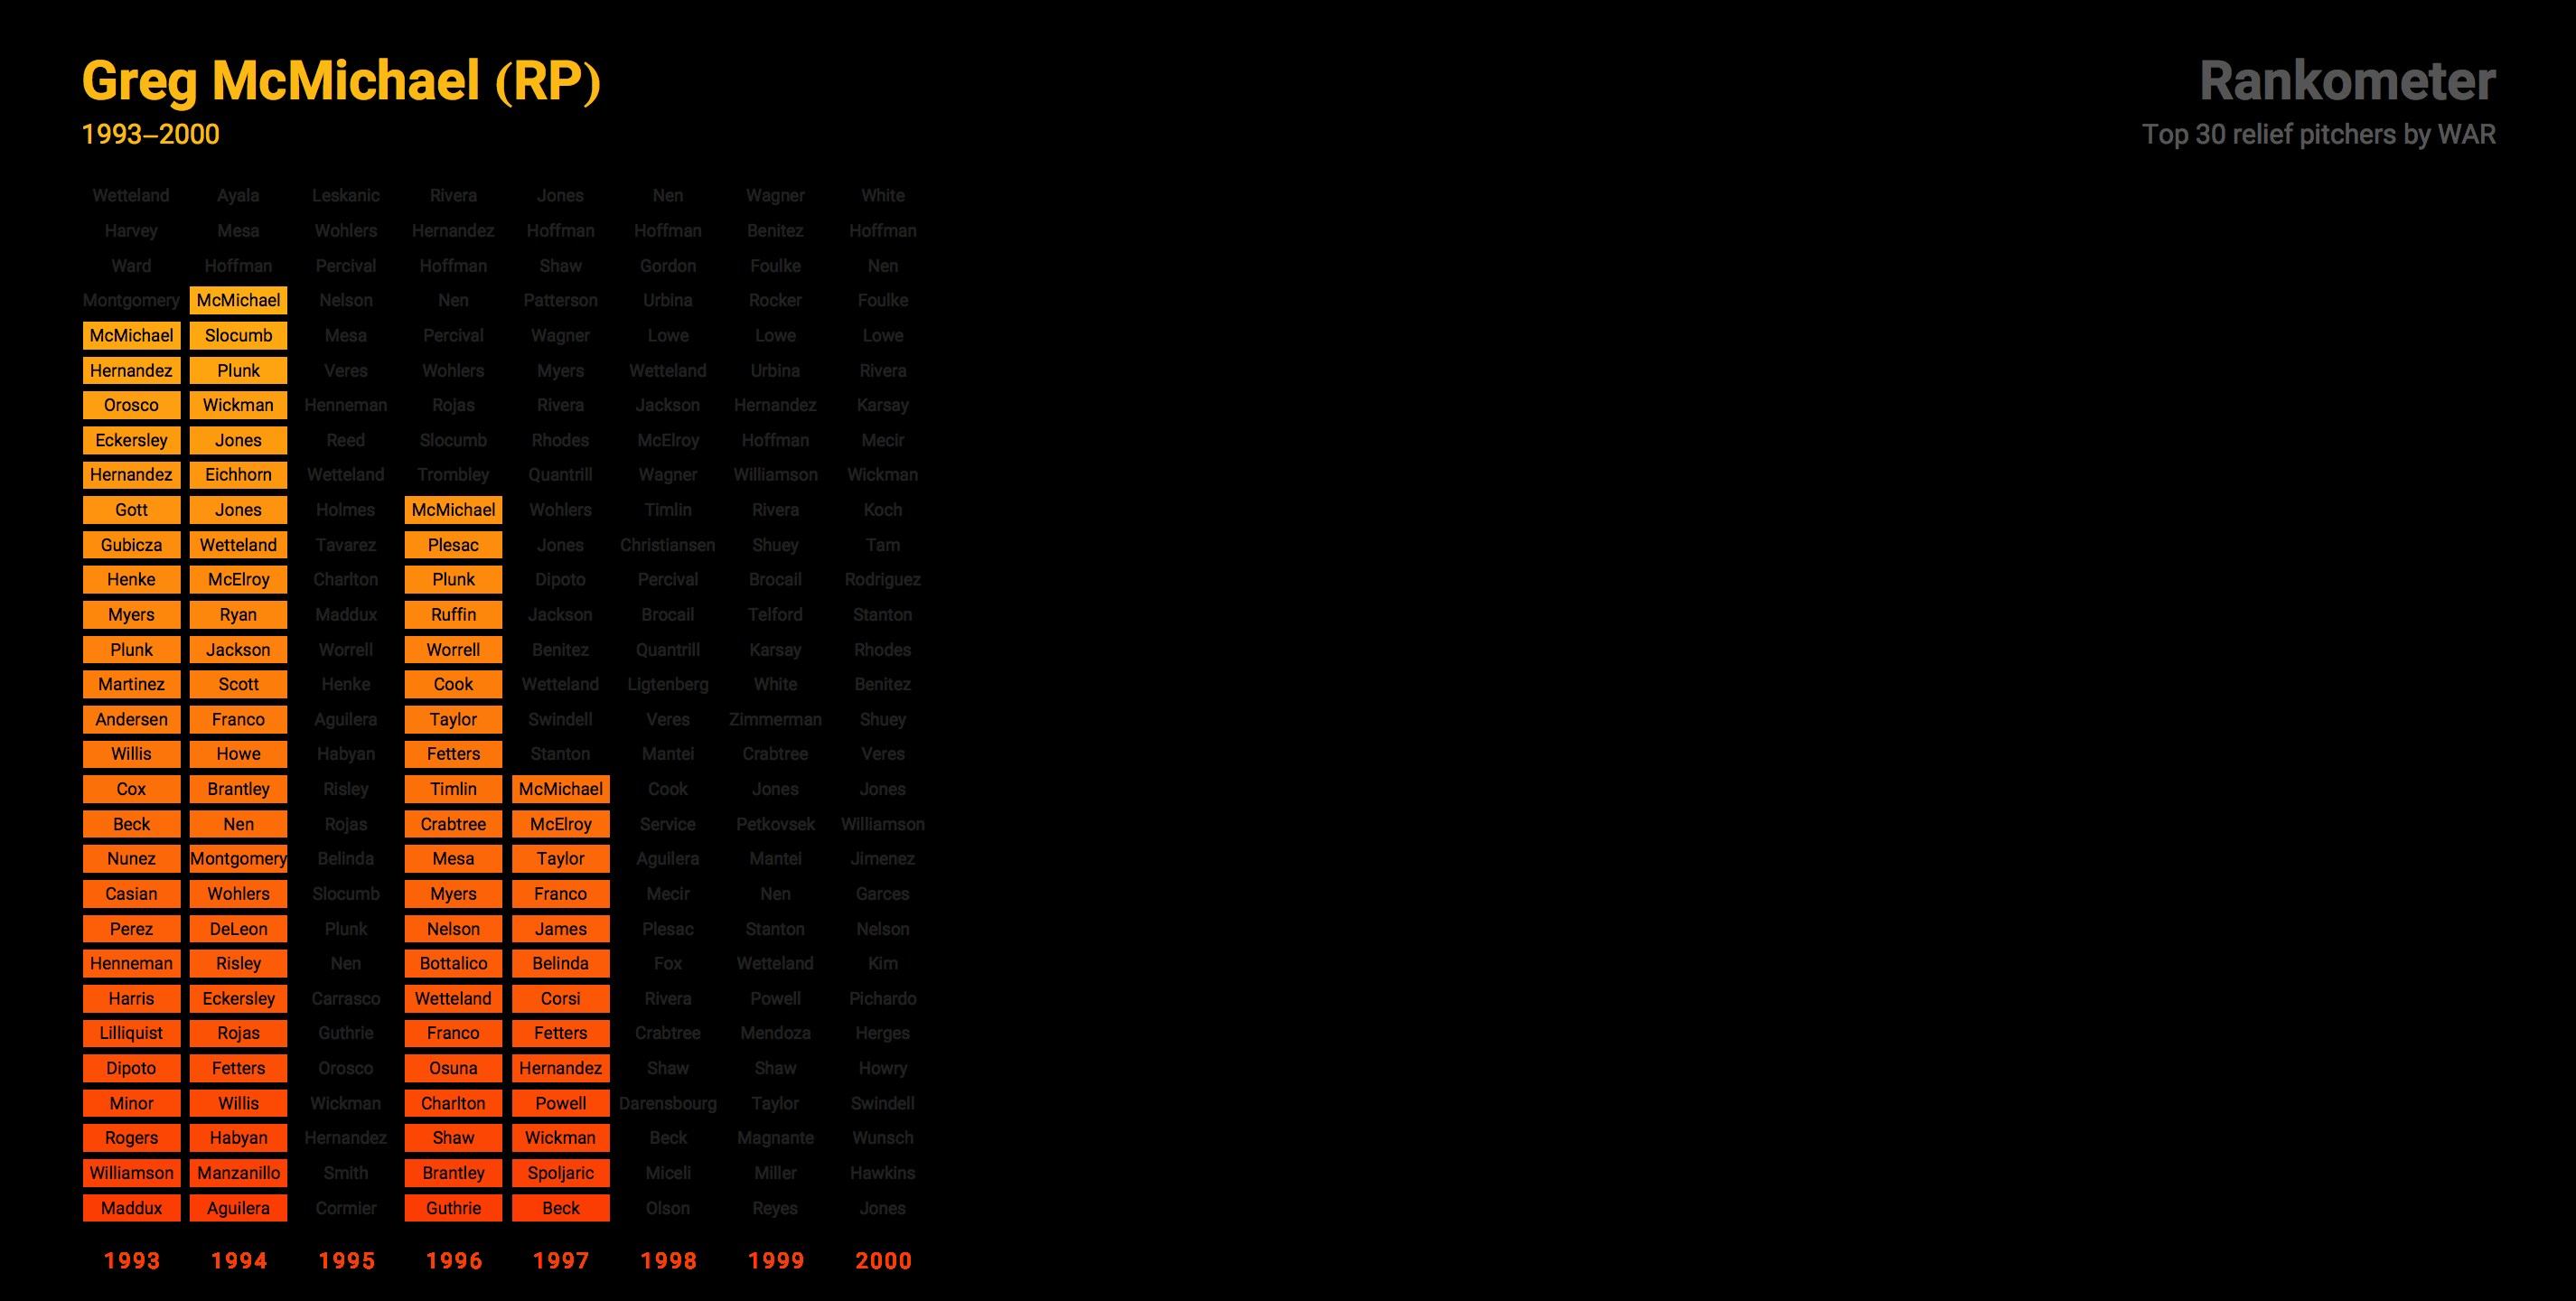 Greg McMichael (RP)
1993–2000
Rankometer
Top 30 relief pitchers by WAR
Wetteland Ayala Leskanic Rivera Jones Nen Wagner White
Harvey Mesa Wohlers Hernandez Hoffman Hoffman Benitez Hoffman
Ward Hoffman Percival Hoffman Shaw Gordon Foulke Nen
Montgomery McMichael Nelson Nen Patterson Urbina Rocker Foulke
McMichael Slocumb Mesa Percival Wagner Lowe Lowe Lowe
Hernandez Plunk Veres Wohlers Myers Wetteland Urbina Rivera
Orosco Wickman Henneman Rojas Rivera Jackson Hernandez Karsay
Eckersley Jones Reed Slocumb Rhodes McElroy Hoffman Mecir
Hernandez Eichhorn Wetteland Trombley Quantrill Wagner Williamson Wickman
Gott Jones Holmes McMichael Wohlers Timlin Rivera Koch
Gubicza Wetteland Tavarez Plesac Jones Christiansen Shuey Tam
Henke McElroy Charlton Plunk Dipoto Percival Brocail Rodriguez
Myers Ryan Maddux Ruffin Jackson Brocail Telford Stanton
Plunk Jackson Worrell Worrell Benitez Quantrill Karsay Rhodes
Martinez Scott Henke Cook Wetteland Ligtenberg White Benitez
Andersen Franco Aguilera Taylor Swindell Veres Zimmerman Shuey
Willis Howe Habyan Fetters Stanton Mantei Crabtree Veres
Cox Brantley Risley Timlin McMichael Cook Jones Jones
Beck Nen Rojas Crabtree McElroy Service Petkovsek Williamson
Nunez Montgomery Belinda Mesa Taylor Aguilera Mantei Jimenez
Casian Wohlers Slocumb Myers Franco Mecir Nen Garces
Perez DeLeon Plunk Nelson James Plesac Stanton Nelson
Henneman Risley Nen Bottalico Belinda Fox Wetteland Kim
Harris Eckersley Carrasco Wetteland Corsi Rivera Powell Pichardo
Lilliquist Rojas Guthrie Franco Fetters Crabtree Mendoza Herges
Dipoto Fetters Orosco Osuna Hernandez Shaw Shaw Howry
Minor Willis Wickman Charlton Powell Darensbourg Taylor Swindell
Rogers Habyan Hernandez Shaw Wickman Beck Magnante Wunsch
Williamson Manzanillo Smith Brantley Spoljaric Miceli Miller Hawkins
Maddux Aguilera Cormier Guthrie Beck Olson Reyes Jones
1993 1994 1995 1996 1997 1998 1999 2000